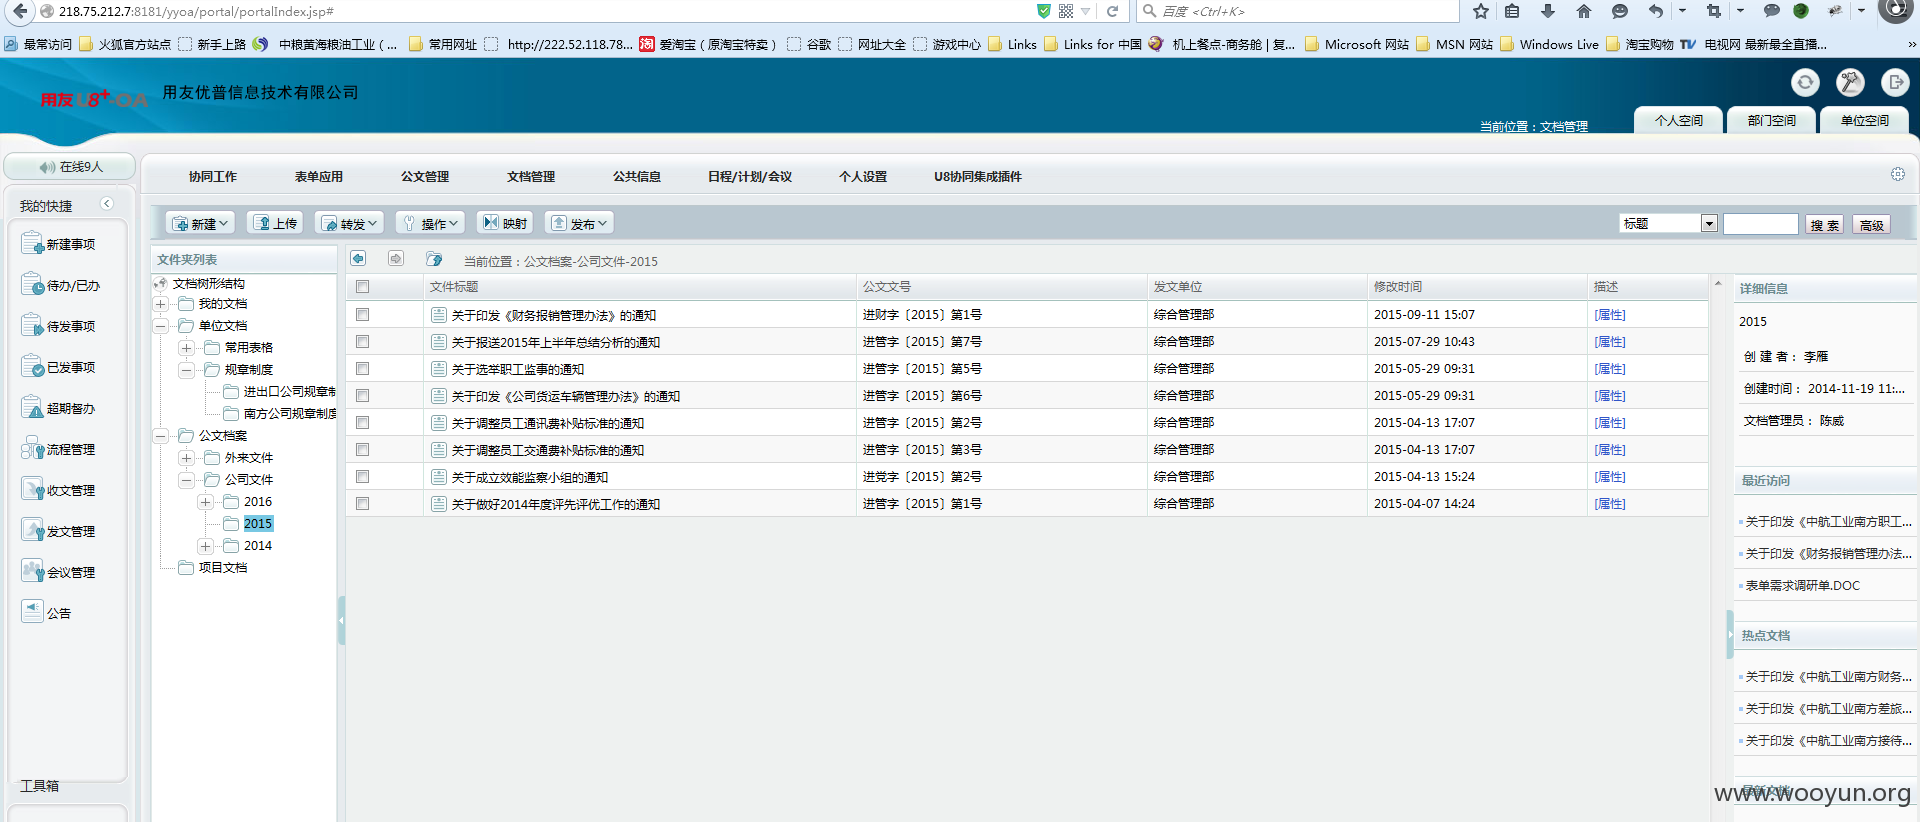 218.75.212.7:8181/yyoa/portal/portalIndex.jsp#
百度 <Ctrl+K>
最常访问 火狐官方站点 新手上路 中粮黄海粮油工业（... 常用网址 http://222.52.118.78... 爱淘宝（原淘宝特卖） 谷歌 网址大全 游戏中心 Links Links for 中国 机上餐点-商务舱 | 复... Microsoft 网站 MSN 网站 Windows Live 淘宝购物 电视网 最新最全直播... »
用友 U8+-OA 用友优普信息技术有限公司
当前位置：文档管理 个人空间 部门空间 单位空间
在线9人
协同工作 表单应用 公文管理 文档管理 公共信息 日程/计划/会议 个人设置 U8协同集成插件
我的快捷
新建事项
待办/已办
待发事项
已发事项
超期督办
流程管理
收文管理
发文管理
会议管理
公告
工具箱
新建 上传 转发 操作 映射 发布 标题 搜 索 高级
文件夹列表
文档树形结构
我的文档
单位文档
常用表格
规章制度
进出口公司规章制
南方公司规章制度
公文档案
外来文件
公司文件
2016
2015
2014
项目文档
当前位置：公文档案-公司文件-2015
文件标题 公文文号 发文单位 修改时间 描述
关于印发《财务报销管理办法》的通知 进财字〔2015〕第1号 综合管理部 2015-09-11 15:07 [属性]
关于报送2015年上半年总结分析的通知 进管字〔2015〕第7号 综合管理部 2015-07-29 10:43 [属性]
关于选举职工监事的通知 进管字〔2015〕第5号 综合管理部 2015-05-29 09:31 [属性]
关于印发《公司货运车辆管理办法》的通知 进管字〔2015〕第6号 综合管理部 2015-05-29 09:31 [属性]
关于调整员工通讯费补贴标准的通知 进管字〔2015〕第2号 综合管理部 2015-04-13 17:07 [属性]
关于调整员工交通费补贴标准的通知 进管字〔2015〕第3号 综合管理部 2015-04-13 17:07 [属性]
关于成立效能监察小组的通知 进党字〔2015〕第2号 综合管理部 2015-04-13 15:24 [属性]
关于做好2014年度评先评优工作的通知 进管字〔2015〕第1号 综合管理部 2015-04-07 14:24 [属性]
详细信息
2015
创 建 者： 李雁
创建时间： 2014-11-19 11:...
文档管理员： 陈威
最近访问
关于印发《中航工业南方职工...
关于印发《财务报销管理办法...
表单需求调研单.DOC
热点文档
关于印发《中航工业南方财务...
关于印发《中航工业南方差旅...
关于印发《中航工业南方接待...
最新文档
www.wooyun.org